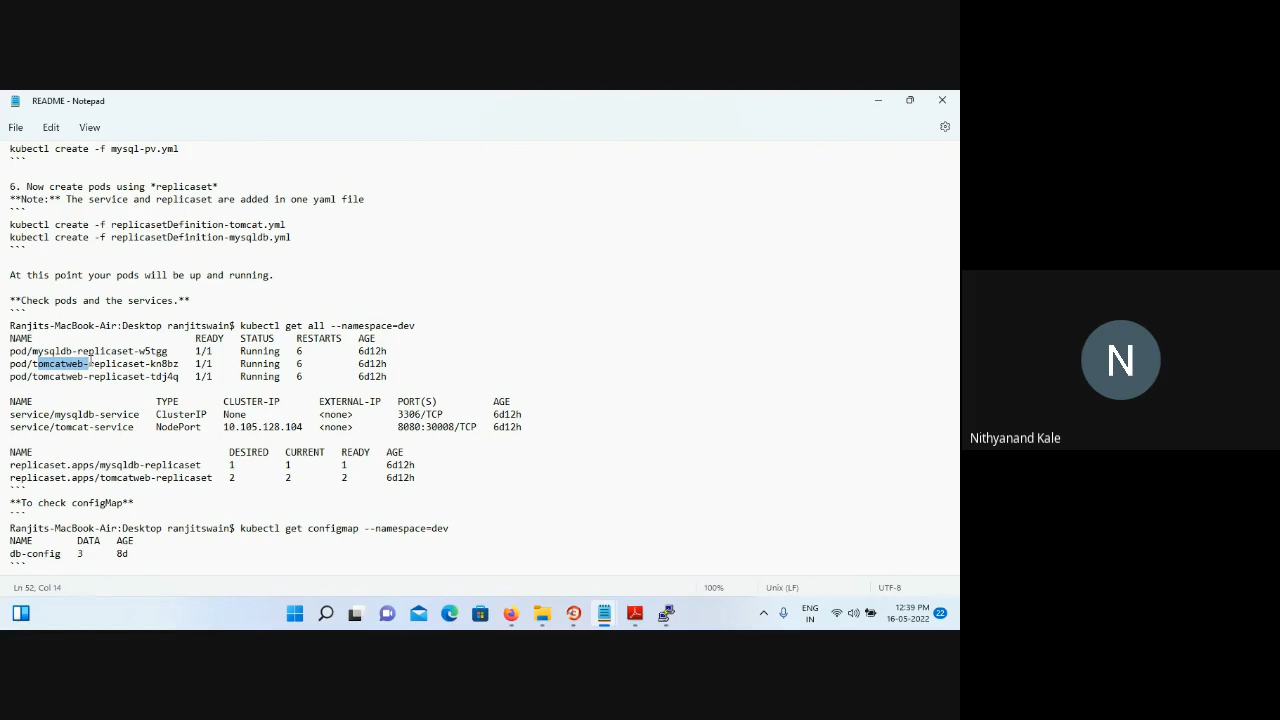 README - Notepad
File Edit View
kubectl create -f mysql-pv.yml
```
6. Now create pods using *replicaset*
**Note:** The service and replicaset are added in one yaml file
```
kubectl create -f replicasetDefinition-tomcat.yml
kubectl create -f replicasetDefinition-mysqldb.yml
```
At this point your pods will be up and running.
**Check pods and the services.**
```
Ranjits-MacBook-Air:Desktop ranjitswain$ kubectl get all --namespace=dev
NAME READY STATUS RESTARTS AGE
pod/mysqldb-replicaset-w5tgg 1/1 Running 6 6d12h
pod/tomcatweb-replicaset-kn8bz 1/1 Running 6 6d12h
pod/tomcatweb-replicaset-tdj4q 1/1 Running 6 6d12h
NAME TYPE CLUSTER-IP EXTERNAL-IP PORT(S) AGE
service/mysqldb-service ClusterIP None <none> 3306/TCP 6d12h
service/tomcat-service NodePort 10.105.128.104 <none> 8080:30008/TCP 6d12h
NAME DESIRED CURRENT READY AGE
replicaset.apps/mysqldb-replicaset 1 1 1 6d12h
replicaset.apps/tomcatweb-replicaset 2 2 2 6d12h
```
**To check configMap**
```
Ranjits-MacBook-Air:Desktop ranjitswain$ kubectl get configmap --namespace=dev
NAME DATA AGE
db-config 3 8d
```
Ln 52, Col 14 100% Unix (LF) UTF-8
ENG
IN
12:39 PM
16-05-2022
22
N
Nithyanand Kale